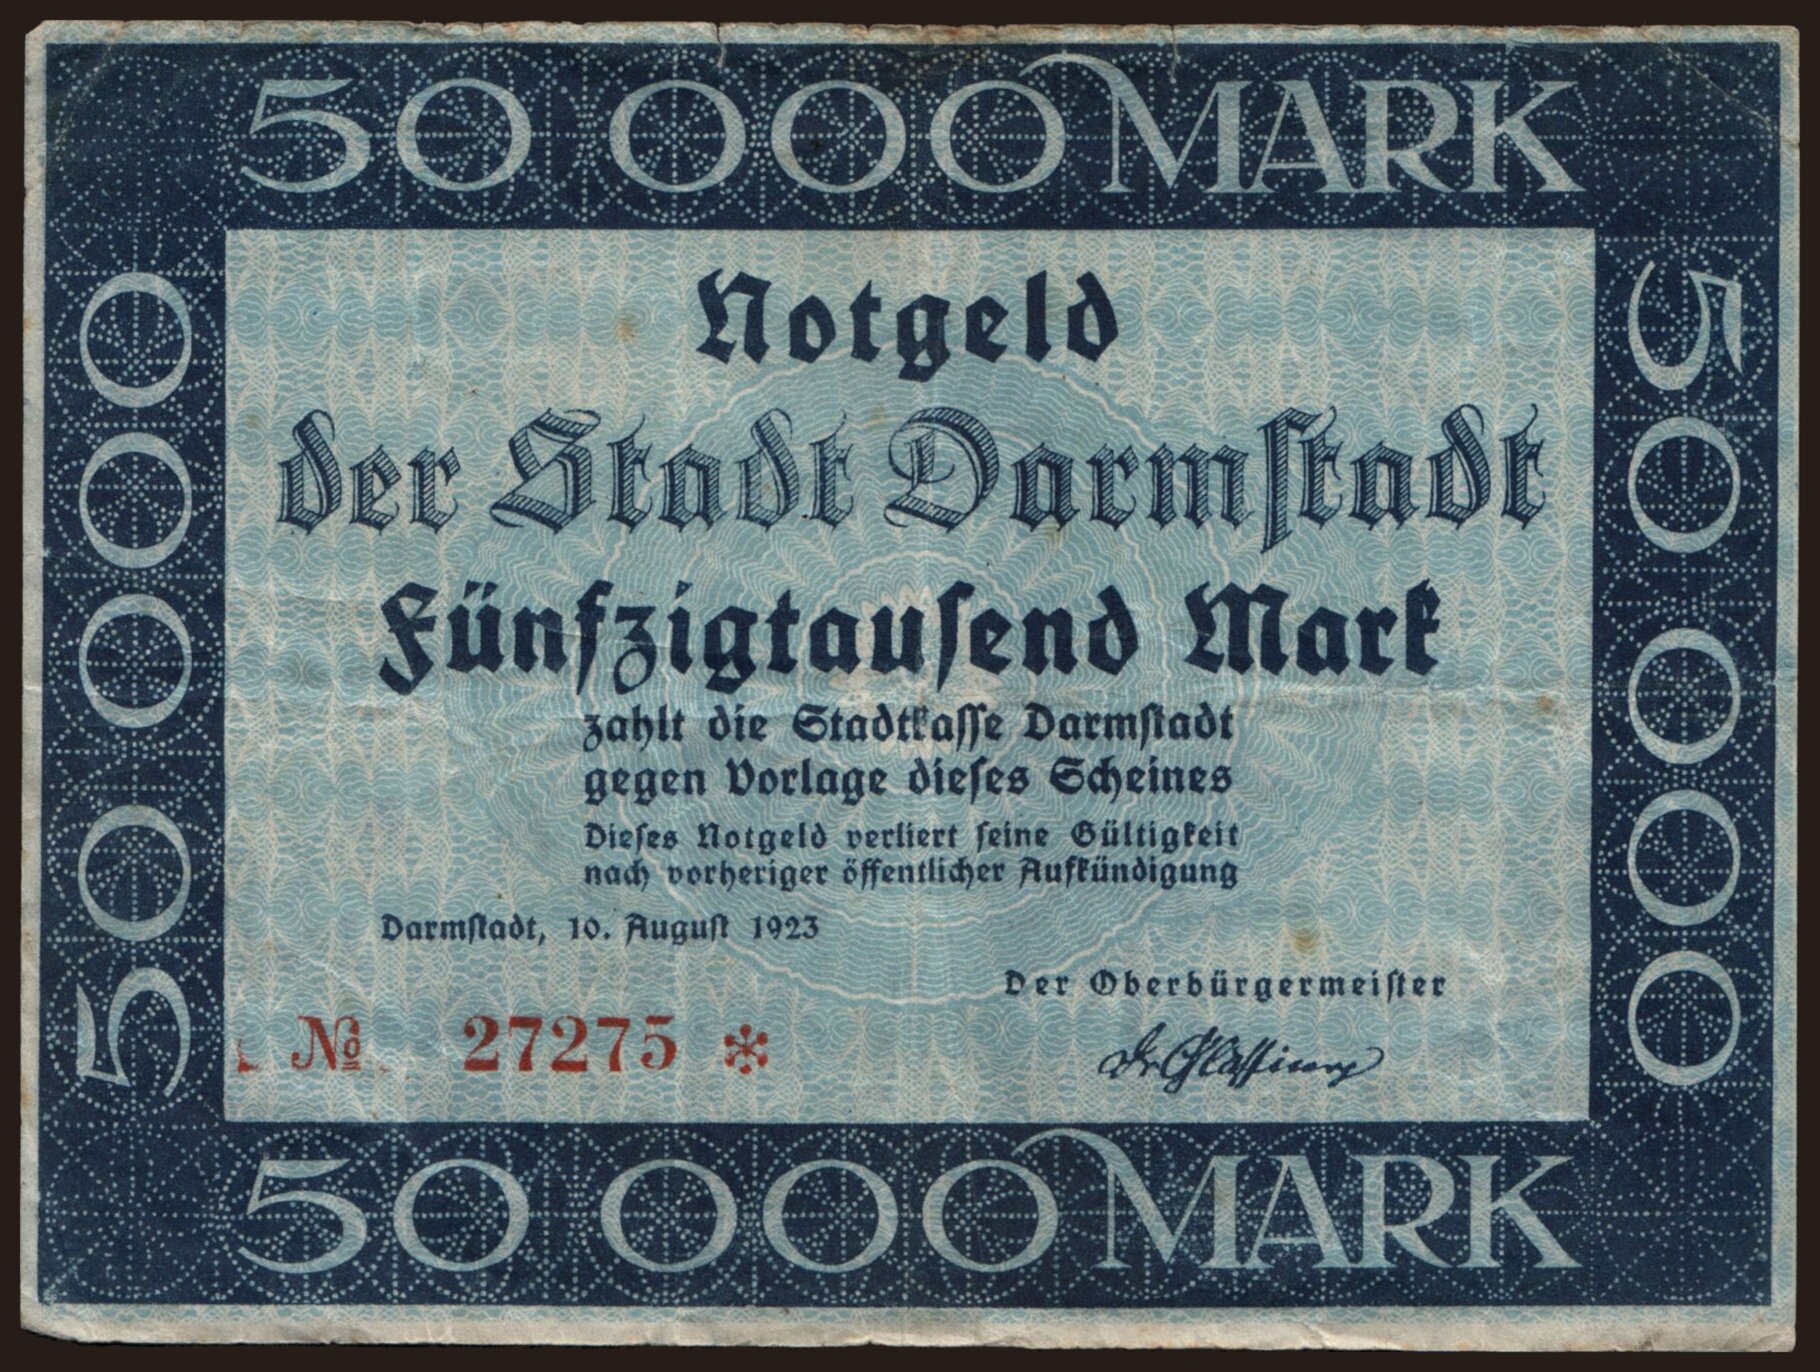 50 000 MARK
50 000
50 000
Notgeld
der Stadt Darmſtadt
Fünfzigtauſend Mark
zahlt die Stadtkaſſe Darmſtadt
gegen Vorlage dieſes Scheines
Dieſes Notgeld verliert ſeine Gültigkeit
nach vorheriger öffentlicher Aufkündigung
Darmſtadt, 10. Auguſt 1923
Der Oberbürgermeiſter
№ 27275 *
Dr Gläſſing
50 000 MARK